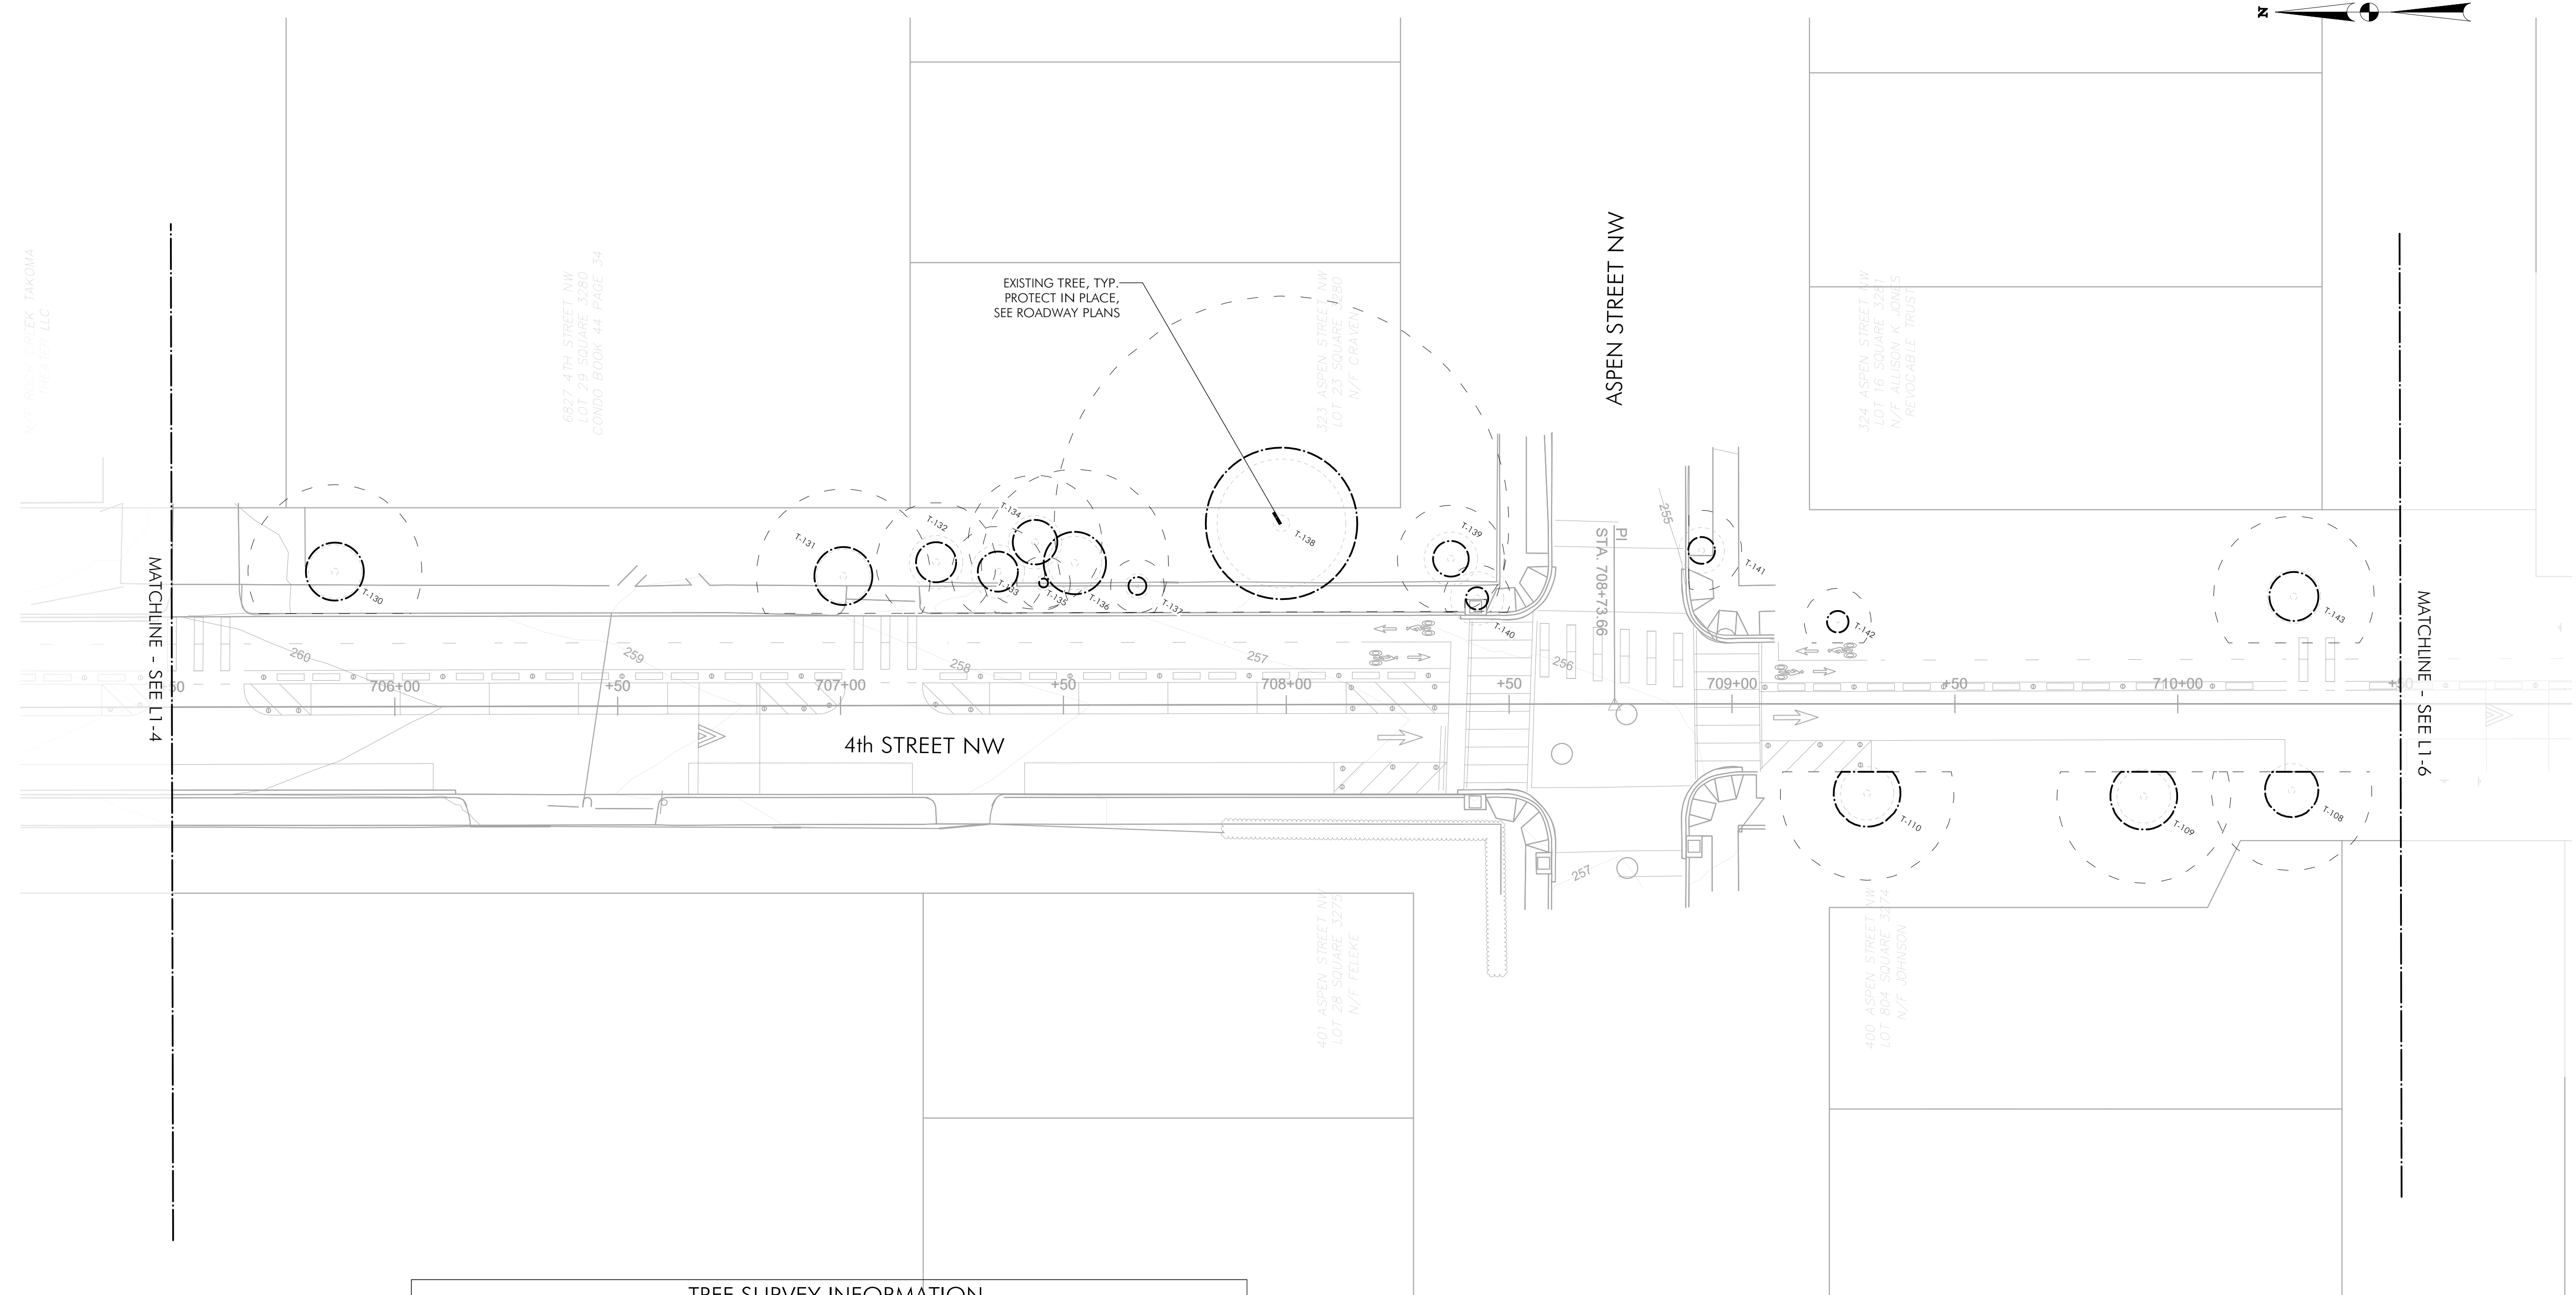 N
EK TAKOMA
THEATER LLC
6827 4TH STREET NW
LOT 29 SQUARE 3280
CONDO BOOK 44 PAGE 34
EXISTING TREE, TYP.
PROTECT IN PLACE,
SEE ROADWAY PLANS
323 ASPEN STREET NW
LOT 23 SQUARE 3280
N/F CRAVEN
ASPEN STREET NW
324 ASPEN STREET NW
LOT 16 SQUARE 3281
N/F ALLISON K JONES
REVOCABLE TRUST
MATCHLINE - SEE L1-4
T-130
T-131
T-132
T-133
T-134
T-135
T-136
T-137
T-138
T-139
T-140
T-141
T-142
T-143
PI
STA. 708+73.66
255
260
259
258
257
256
50
706+00
+50
707+00
+50
708+00
+50
709+00
+50
710+00
+50
MATCHLINE - SEE L1-6
4th STREET NW
T-110
T-109
T-108
257
401 ASPEN STREET NW
LOT 28 SQUARE 3275
N/F FELEKE
400 ASPEN STREET NW
LOT 804 SQUARE 3274
N/F JOHNSON
TREE SURVEY INFORMATION